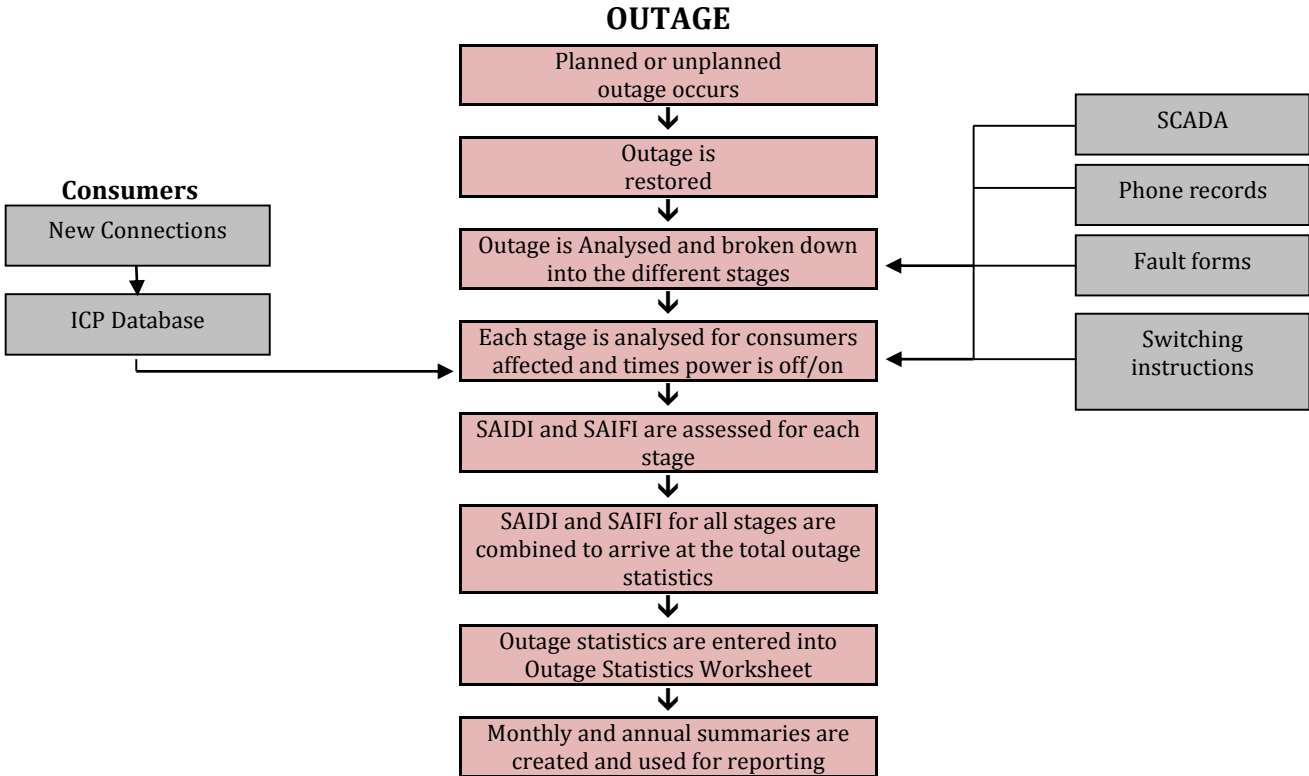 OUTAGE
Planned or unplanned
outage occurs
Outage is
restored
Outage is Analysed and broken down
into the different stages
Each stage is analysed for consumers
affected and times power is off/on
SAIDI and SAIFI are assessed for each
stage
SAIDI and SAIFI for all stages are
combined to arrive at the total outage
statistics
Outage statistics are entered into
Outage Statistics Worksheet
Monthly and annual summaries are
created and used for reporting
Consumers
New Connections
ICP Database
SCADA
Phone records
Fault forms
Switching
instructions